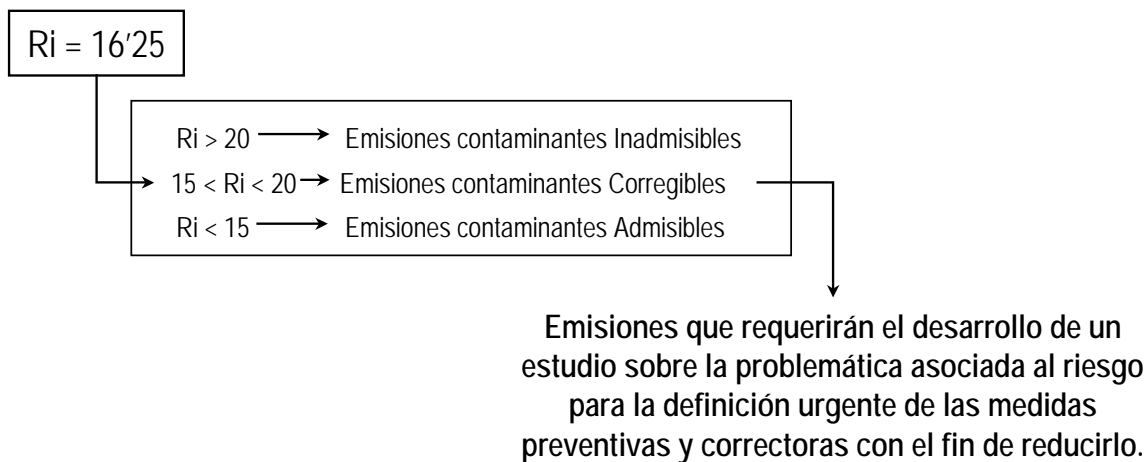 Ri = 16’25
Ri > 20 → Emisiones contaminantes Inadmisibles
15 < Ri < 20 → Emisiones contaminantes Corregibles
Ri < 15 → Emisiones contaminantes Admisibles
Emisiones que requerirán el desarrollo de un
estudio sobre la problemática asociada al riesgo
para la definición urgente de las medidas
preventivas y correctoras con el fin de reducirlo.